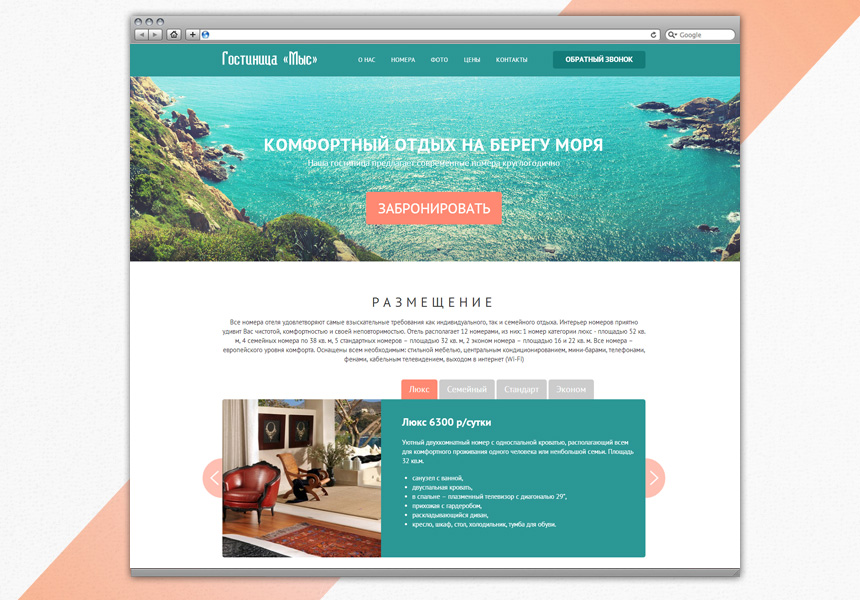 Google
Гостиница «Мыс»
О НАС
НОМЕРА
ФОТО
ЦЕНЫ
КОНТАКТЫ
ОБРАТНЫЙ ЗВОНОК
КОМФОРТНЫЙ ОТДЫХ НА БЕРЕГУ МОРЯ
Наша гостиница предлагает современные номера круглогодично
ЗАБРОНИРОВАТЬ
РАЗМЕЩЕНИЕ
Все номера отеля удовлетворяют самые взыскательные требования как индивидуального, так и семейного отдыха. Интерьер номеров приятно
удивит Вас чистотой, комфортностью и своей неповторимостью. Отель располагает 12 номерами, из них: 1 номер категории люкс - площадью 52 кв.
м, 4 семейных номера по 38 кв. м, 5 стандартных номеров – площадью 32 кв. м, 2 эконом номера – площадью 16 и 22 кв. м. Все номера –
европейского уровня комфорта. Оснащены всем необходимым: стильной мебелью, центральным кондиционированием, мини-барами, телефонами,
фенами, кабельным телевидением, выходом в интернет (WI-FI)
Люкс
Семейный
Стандарт
Эконом
Люкс 6300 р/сутки
Уютный двухкомнатный номер с односпальной кроватью, располагающий всем
для комфортного проживания одного человека или неибольшой семьи. Площадь
32 кв.м.
• санузел с ванной,
• двуспальная кровать,
• в спальне – плазменный телевизор с диагональю 29",
• прихожая с гардеробом,
• раскладывающийся диван,
• кресло, шкаф, стол, холодильник, тумба для обуви.